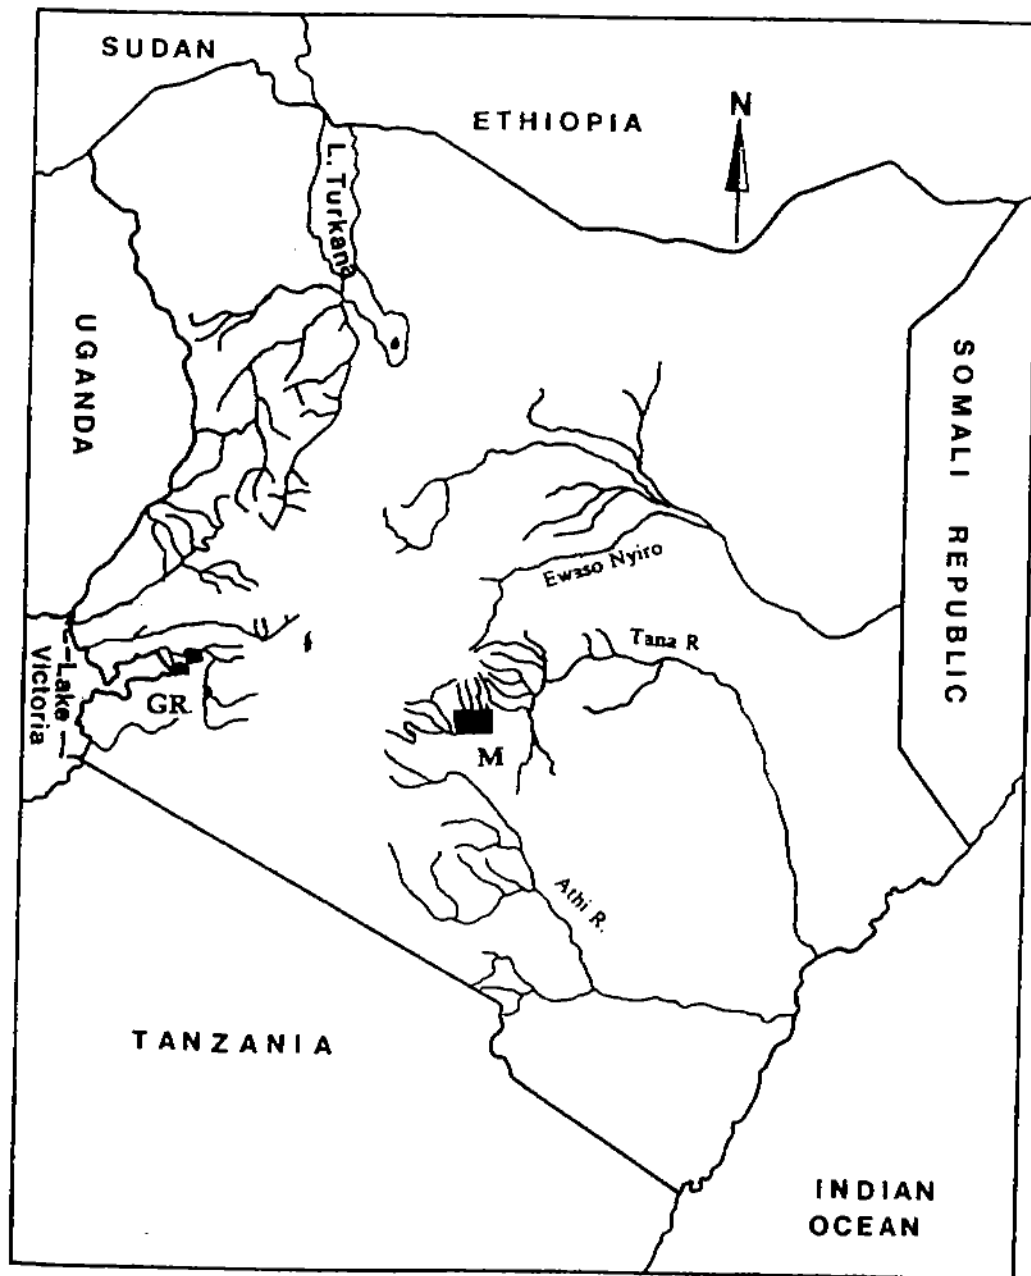 SUDAN
ETHIOPIA
N
L. Turkana
UGANDA
SOMALI REPUBLIC
Ewaso Nyiro
Tana R
Lake
Victoria
GR.
M
Athi R.
TANZANIA
INDIAN
OCEAN